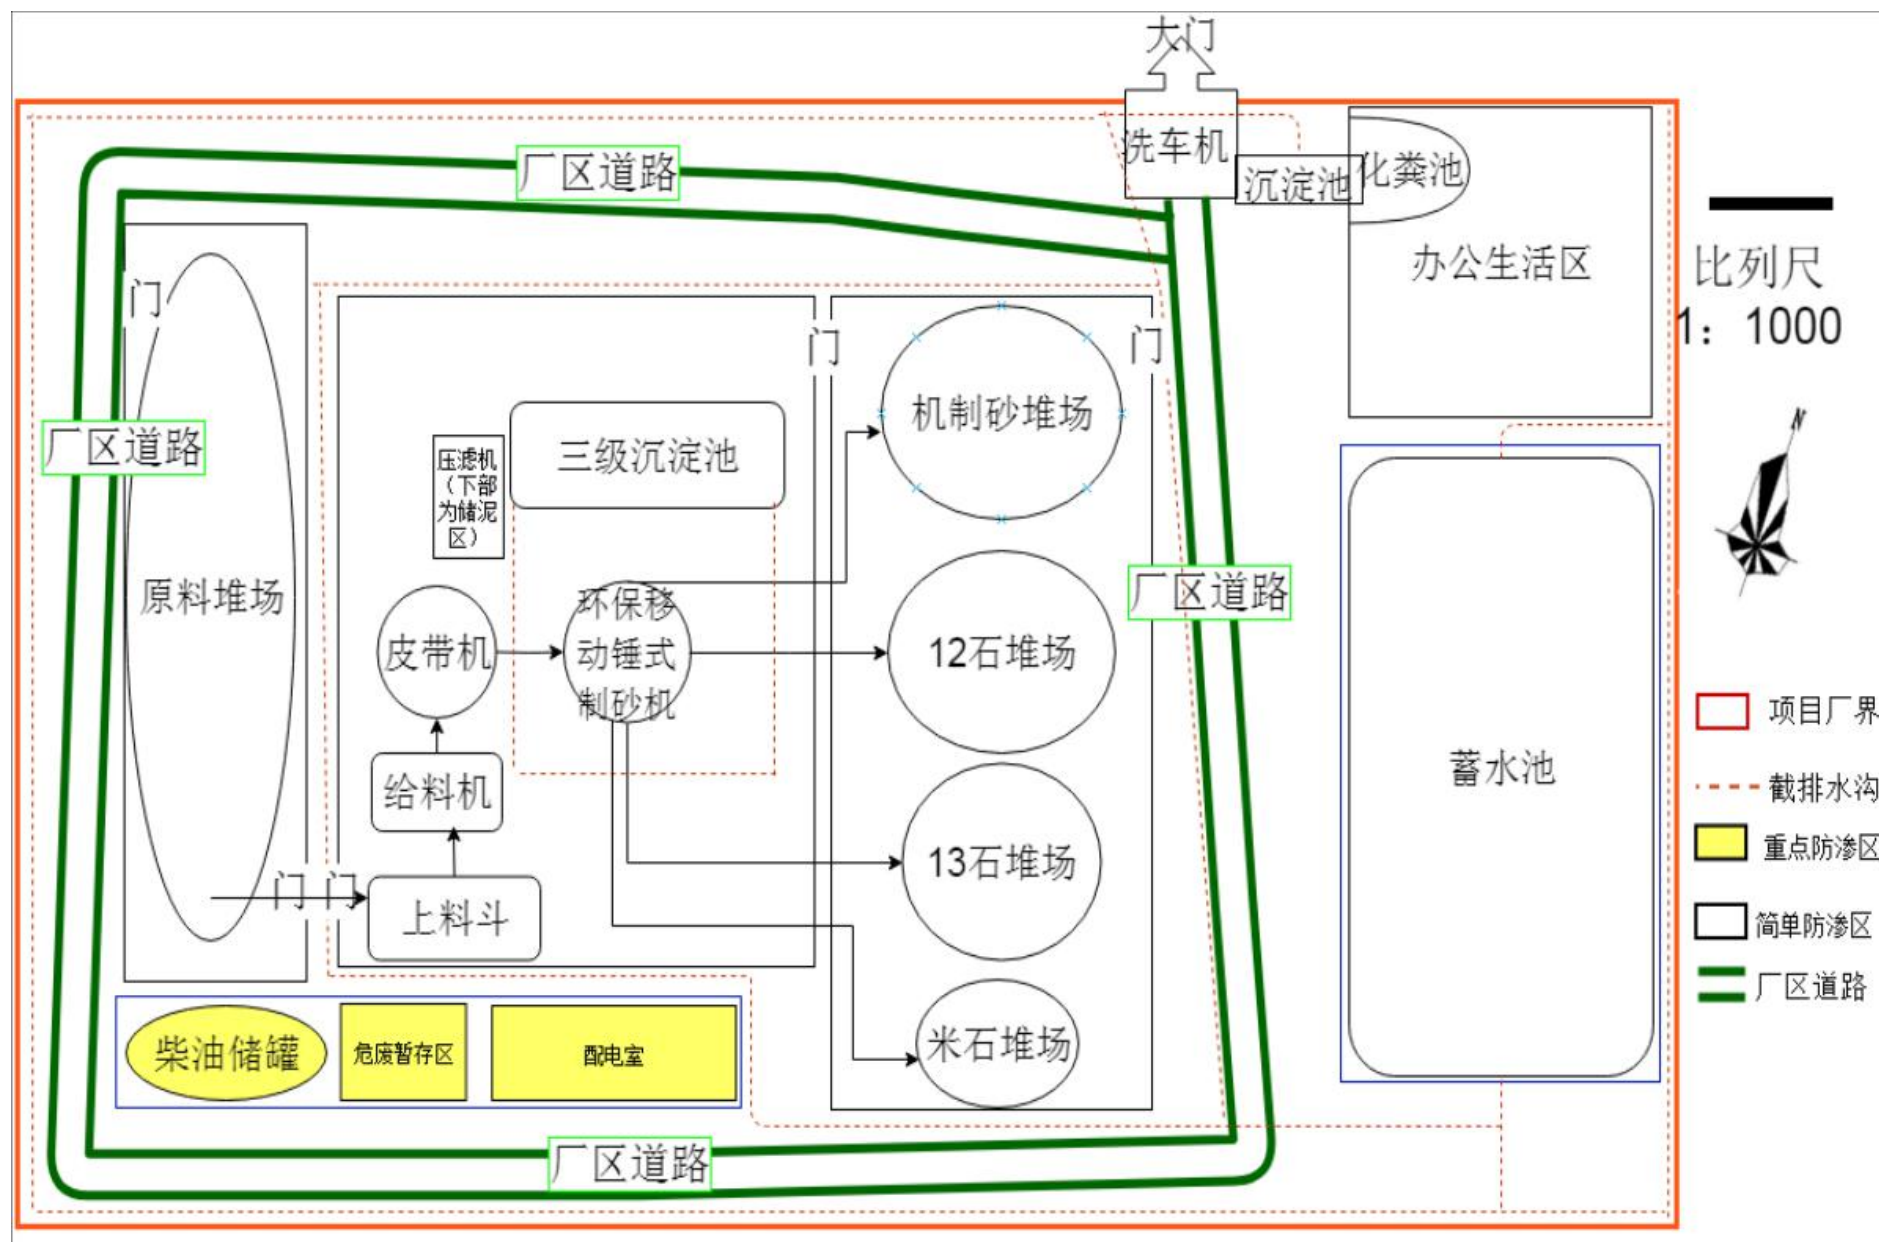 大门
洗车机
沉淀池
化粪池
办公生活区
厂区道路
门
门
门
比列尺
1：1000
N
机制砂堆场
三级沉淀池
压滤机
（下部
为储泥
区）
厂区道路
原料堆场
皮带机
环保移
动锤式
制砂机
12石堆场
厂区道路
给料机
13石堆场
门
门
上料斗
蓄水池
项目厂界
截排水沟
重点防渗区
简单防渗区
厂区道路
柴油储罐
危废暂存区
配电室
米石堆场
厂区道路